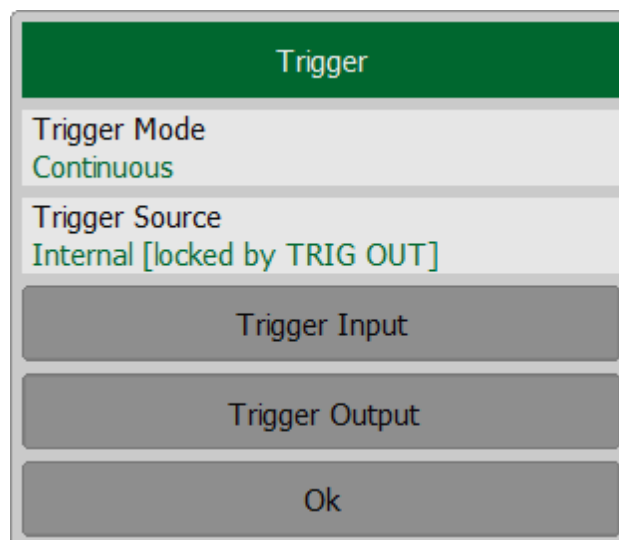 Trigger
Trigger Mode
Continuous
Trigger Source
Internal [locked by TRIG OUT]
Trigger Input
Trigger Output
Ok